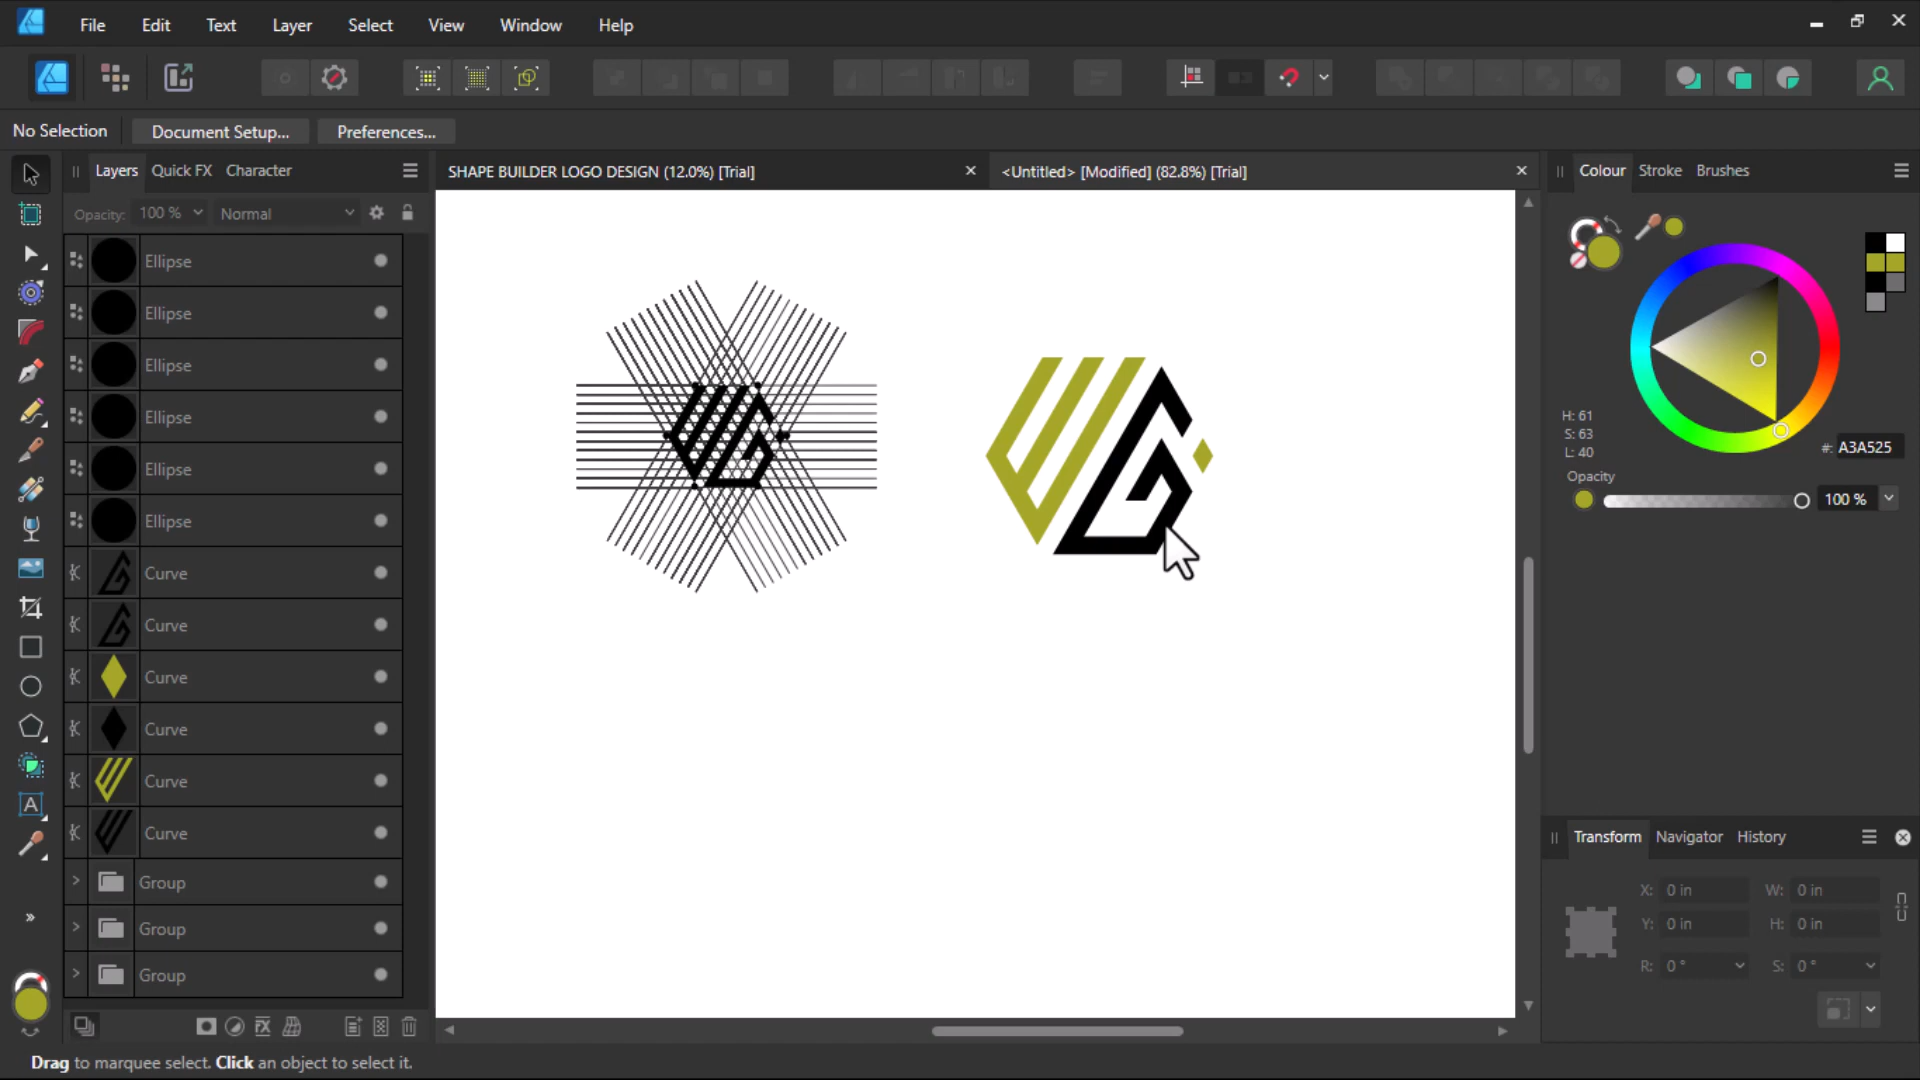 File Edit Text Layer Select View Window Help
No Selection Document Setup... Preferences...
Layers Quick FX Character
SHAPE BUILDER LOGO DESIGN (12.0%) [Trial]
<Untitled> [Modified] (82.8%) [Trial]
Colour Stroke Brushes
Opacity: 100 % Normal
Ellipse
Ellipse
Ellipse
Ellipse
Ellipse
Ellipse
Curve
Curve
Curve
Curve
Curve
Curve
Group
Group
Group
H: 61
S: 63
L: 40
#: A3A525
Opacity
100 %
Transform Navigator History
X: 0 in W: 0 in
Y: 0 in H: 0 in
R: 0 ° S: 0 °
Drag to marquee select. Click an object to select it.